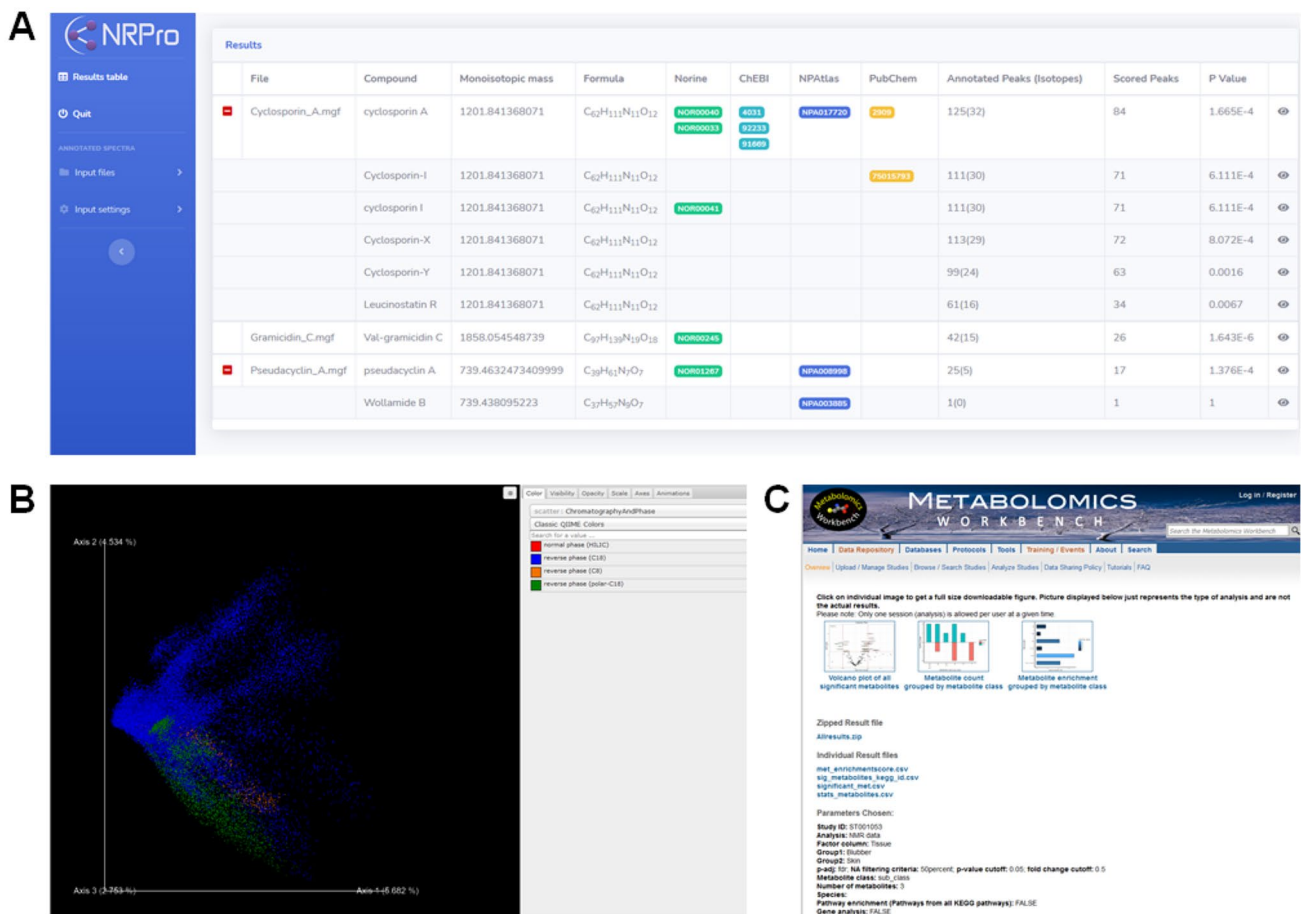 A
NRPro
Results table
Quit
ANNOTATED SPECTRA
Input files
Input settings
Results
File Compound Monoisotopic mass Formula Norine ChEBI NPAtlas PubChem Annotated Peaks (Isotopes) Scored Peaks P Value
Cyclosporin_A.mgf cyclosporin A 1201.841368071 C62H111N11O12 NOR00040 4031 NPA017720 2909 125(32) 84 1.665E-4
NOR00033 92233
91669
Cyclosporin-I 1201.841368071 C62H111N11O12 75015793 111(30) 71 6.111E-4
cyclosporin I 1201.841368071 C62H111N11O12 NOR00041 111(30) 71 6.111E-4
Cyclosporin-X 1201.841368071 C62H111N11O12 113(29) 72 8.072E-4
Cyclosporin-Y 1201.841368071 C62H111N11O12 99(24) 63 0.0016
Leucinostatin R 1201.841368071 C62H111N11O12 61(16) 34 0.0067
Gramicidin_C.mgf Val-gramicidin C 1858.054548739 C97H139N19O18 NOR00245 42(15) 26 1.643E-6
Pseudacyclin_A.mgf pseudacyclin A 739.4632473409999 C39H61N7O7 NOR01267 NPA008998 25(5) 17 1.376E-4
Wollamide B 739.438095223 C37H57N9O7 NPA003885 1(0) 1 1
B
Axis 2 (4.534 %)
Axis 3 (2.753 %)
Axis 1 (5.682 %)
Color Visibility Opacity Scale Axes Animations
scatter: ChromatographyAndPhase
Classic QIIME Colors
Search for a value ...
normal phase (HILIC)
reverse phase (C18)
reverse phase (C8)
reverse phase (polar-C18)
C
Metabolomics
Workbench
METABOLOMICS
WORKBENCH
Log in / Register
Search the Metabolomics Workbench
Home Data Repository Databases Protocols Tools Training / Events About Search
Overview Upload / Manage Studies Browse / Search Studies Analyze Studies Data Sharing Policy Tutorials FAQ
Click on individual image to get a full size downloadable figure. Picture displayed below just represents the type of analysis and are not
the actual results.
Please note: Only one session (analysis) is allowed per user at a given time
Volcano plot of all
significant metabolites
Metabolite count
grouped by metabolite class
Metabolite enrichment
grouped by metabolite class
Zipped Result file
Allresults.zip
Individual Result files
met_enrichmentscore.csv
sig_metabolites_kegg_id.csv
significant_met.csv
stats_metabolites.csv
Parameters Chosen:
Study ID: ST001053
Analysis: NMR data
Factor column: Tissue
Group1: Blubber
Group2: Skin
p-adj: fdr; NA filtering criteria: 50percent; p-value cutoff: 0.05; fold change cutoff: 0.5
Metabolite class: sub_class
Number of metabolites: 3
Species:
Pathway enrichment (Pathways from all KEGG pathways): FALSE
Gene analysis: FALSE